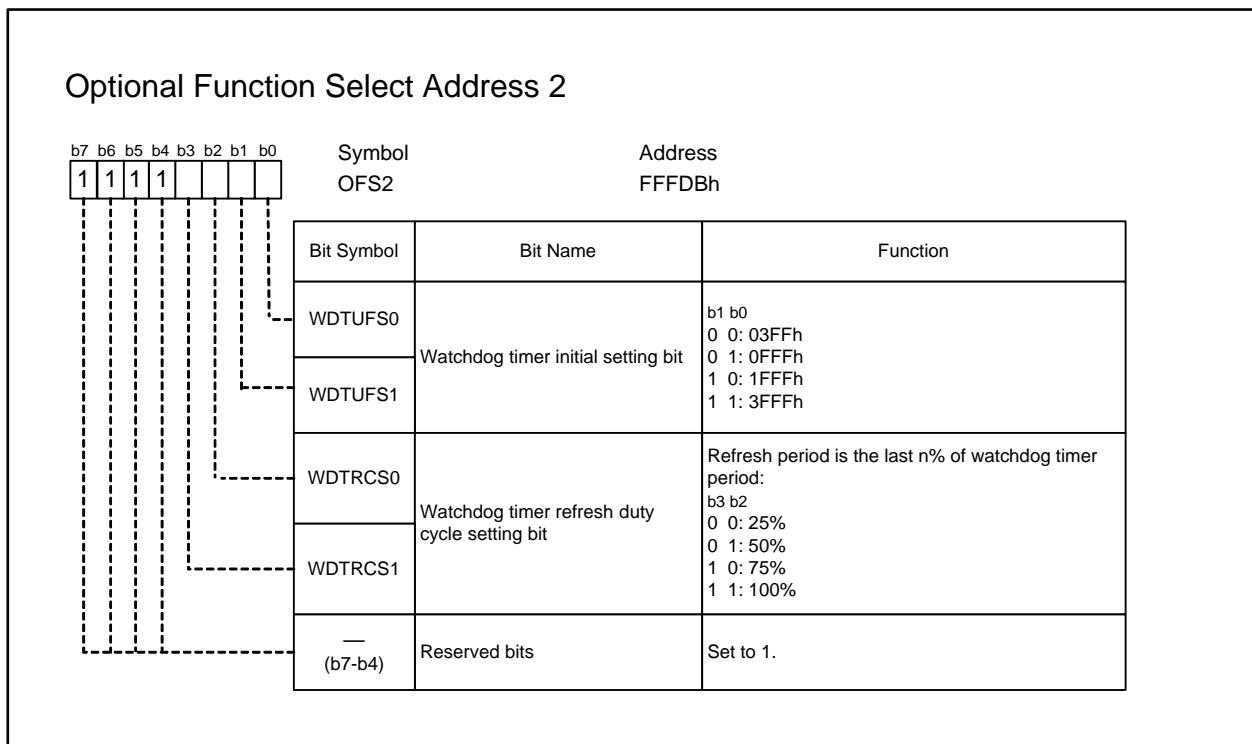 Optional Function Select Address 2
b7 b6 b5 b4 b3 b2 b1 b0
1 1 1 1
Symbol Address
OFS2 FFFDBh
Bit Symbol Bit Name Function
WDTUFS0
WDTUFS1
Watchdog timer initial setting bit
b1 b0
0 0: 03FFh
0 1: 0FFFh
1 0: 1FFFh
1 1: 3FFFh
WDTRCS0
WDTRCS1
Watchdog timer refresh duty
cycle setting bit
Refresh period is the last n% of watchdog timer
period:
b3 b2
0 0: 25%
0 1: 50%
1 0: 75%
1 1: 100%
—
(b7-b4)
Reserved bits
Set to 1.